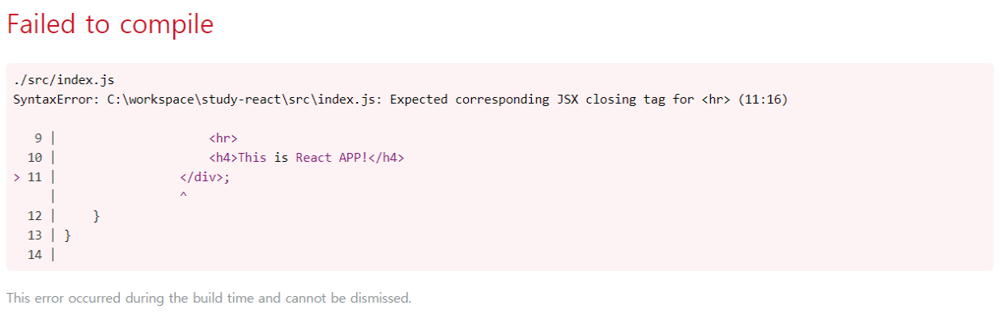 Failed to compile
./src/index.js
SyntaxError: C:\workspace\study-react\src\index.js: Expected corresponding JSX closing tag for <hr> (11:16)
   9 |                     <hr>
  10 |                     <h4>This is React APP!</h4>
> 11 |                 </div>;
     |                 ^
  12 |     }
  13 | }
  14 |
This error occurred during the build time and cannot be dismissed.